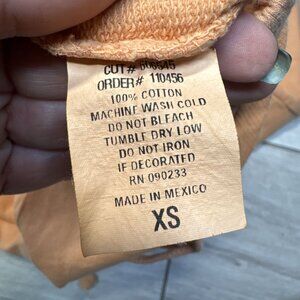 CUT# 606945
ORDER# 110456
100% COTTON
MACHINE WASH COLD
DO NOT BLEACH
TUMBLE DRY LOW
DO NOT IRON
IF DECORATED
RN 090233
MADE IN MEXICO
XS